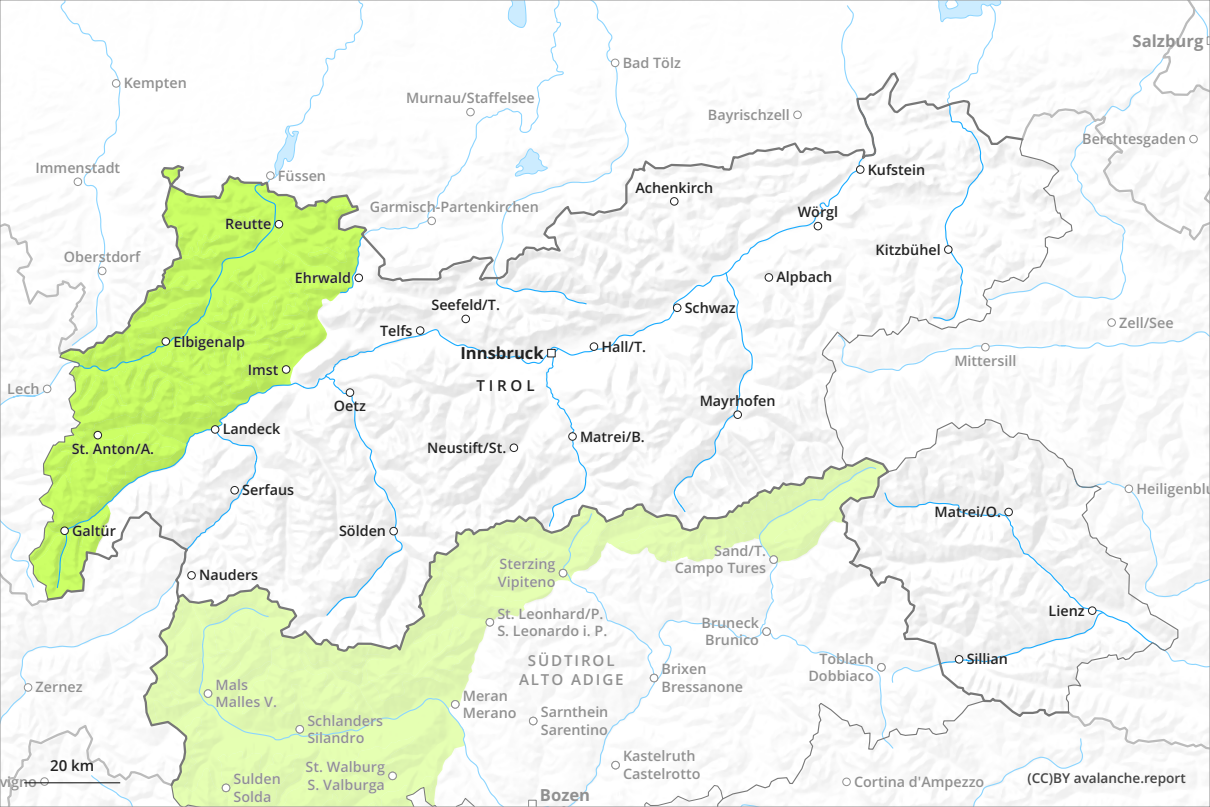 Salzburg
Bad Tölz
Kempten
Murnau/Staffelsee
Bayrischzell
Berchtesgaden
Immenstadt
Füssen
Kufstein
Achenkirch
Garmisch-Partenkirchen
Wörgl
Reutte
Kitzbühel
Oberstdorf
Ehrwald
Alpbach
Seefeld/T.
Schwaz
Telfs
Zell/See
Elbigenalp
Innsbruck
Hall/T.
Mittersill
Imst
TIROL
Lech
Oetz
Mayrhofen
Landeck
Matrei/B.
St. Anton/A.
Neustift/St.
Serfaus
Heiligenblu
Matrei/O.
Galtür
Sölden
Sand/T.
Campo Tures
Sterzing
Vipiteno
Nauders
Lienz
St. Leonhard/P.
S. Leonardo i. P.
Bruneck
Brunico
SÜDTIROL
ALTO ADIGE
Toblach
Dobbiaco
Sillian
Brixen
Bressanone
Zernez
Mals
Malles V.
Meran
Merano
Sarnthein
Sarentino
Schlanders
Silandro
Kastelruth
Castelrotto
20 km
St. Walburg
S. Valburga
vigno
Sulden
Solda
Cortina d'Ampezzo
(CC)BY avalanche.report
Bozen